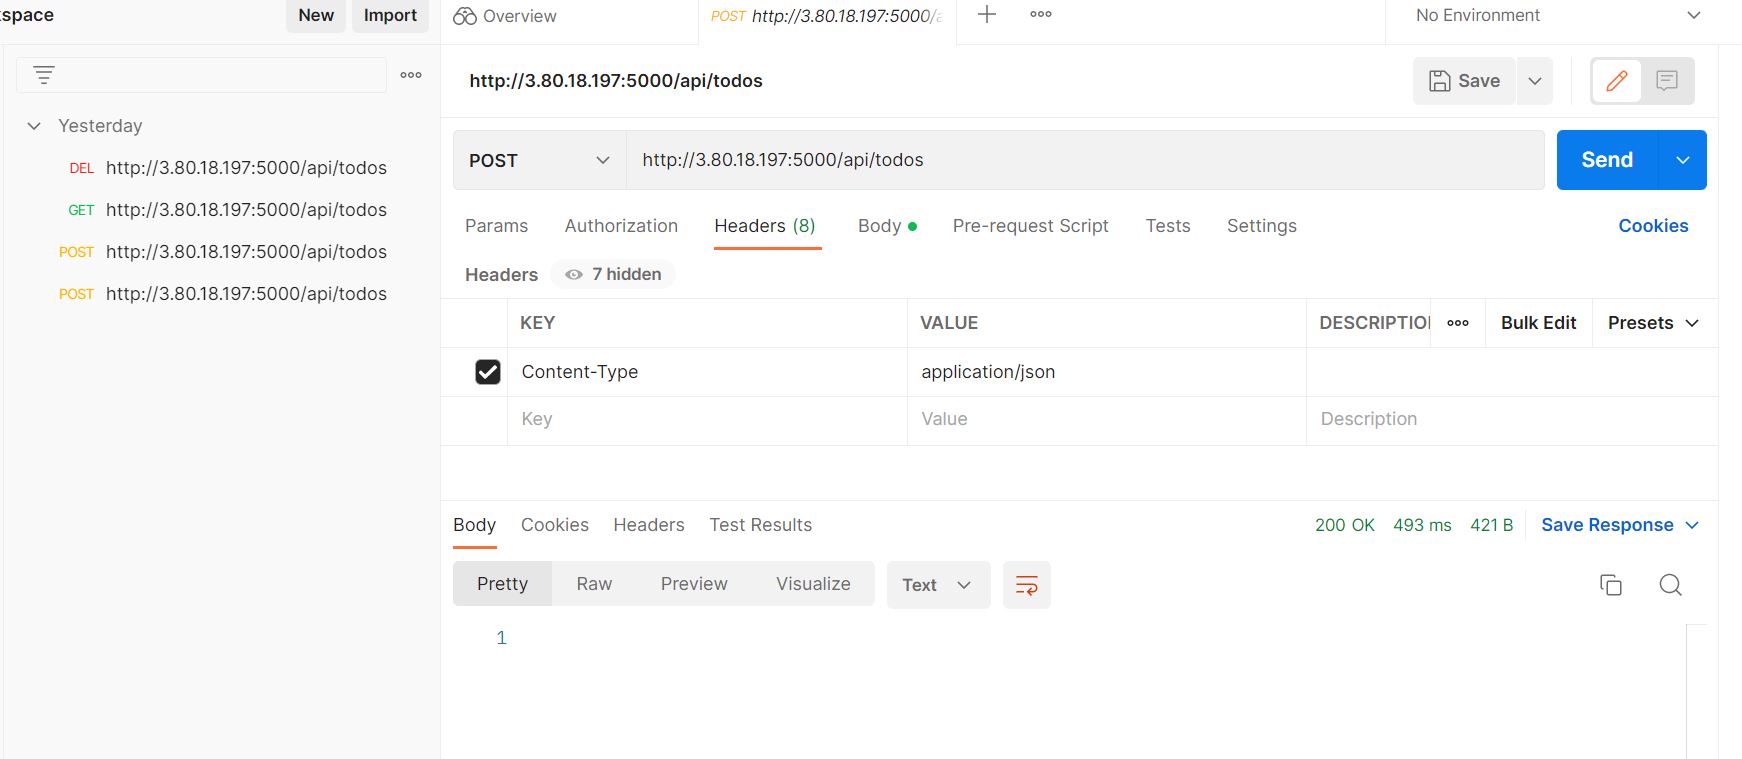 kspace New Import
Overview POST http://3.80.18.197:5000/a No Environment
http://3.80.18.197:5000/api/todos Save
Yesterday
DEL http://3.80.18.197:5000/api/todos
GET http://3.80.18.197:5000/api/todos
POST http://3.80.18.197:5000/api/todos
POST http://3.80.18.197:5000/api/todos
POST http://3.80.18.197:5000/api/todos Send
Params Authorization Headers (8) Body Pre-request Script Tests Settings Cookies
Headers 7 hidden
KEY VALUE DESCRIPTION Bulk Edit Presets
Content-Type application/json
Key Value Description
Body Cookies Headers Test Results 200 OK 493 ms 421 B Save Response
Pretty Raw Preview Visualize Text
1